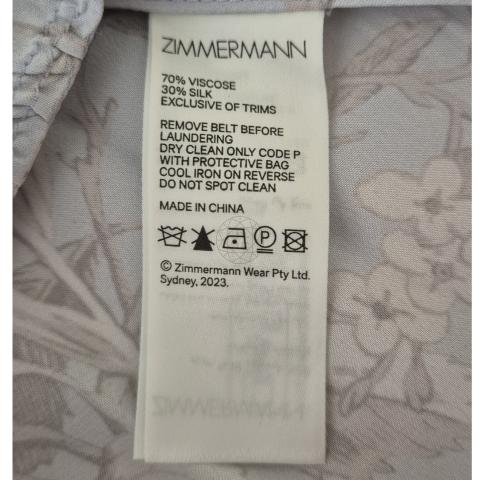 ZIMMERMANN
70% VISCOSE
30% SILK
EXCLUSIVE OF TRIMS
REMOVE BELT BEFORE
LAUNDERING
DRY CLEAN ONLY CODE P
WITH PROTECTIVE BAG
COOL IRON ON REVERSE
DO NOT SPOT CLEAN
MADE IN CHINA
P
© Zimmermann Wear Pty Ltd.
Sydney, 2023.
ZIMMERMANN